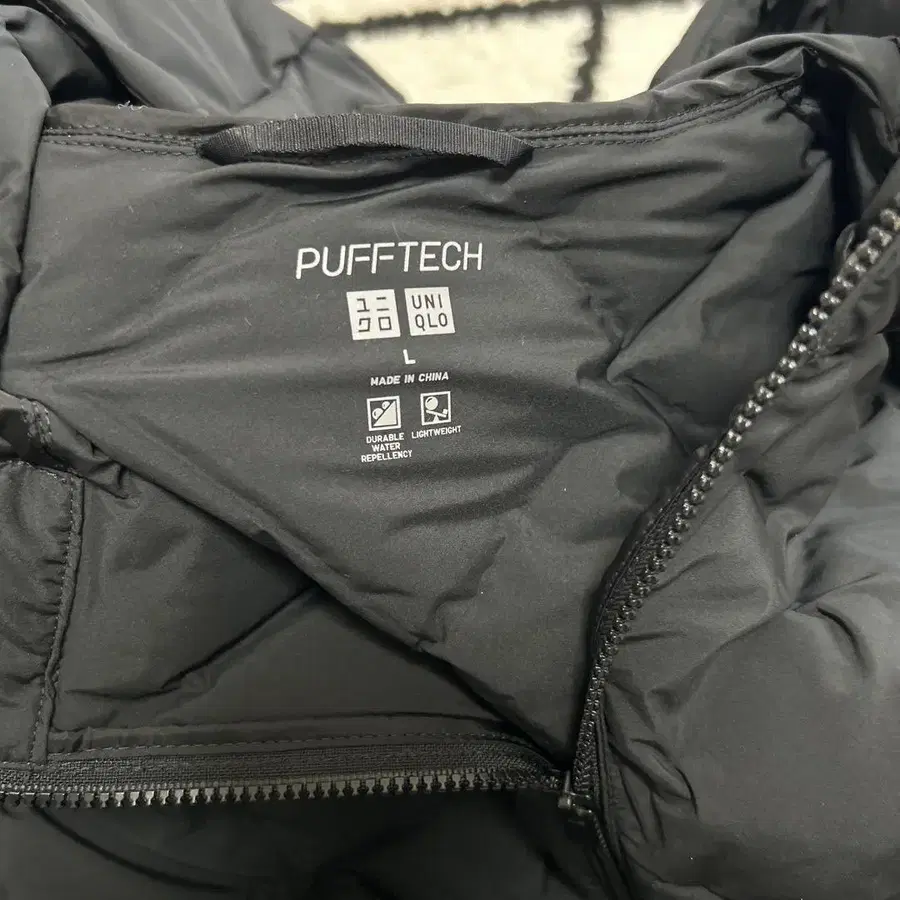 PUFFTECH
ユニ UNI
クロ QLO
L
MADE IN CHINA
DURABLE LIGHTWEIGHT
WATER
REPELLENCY